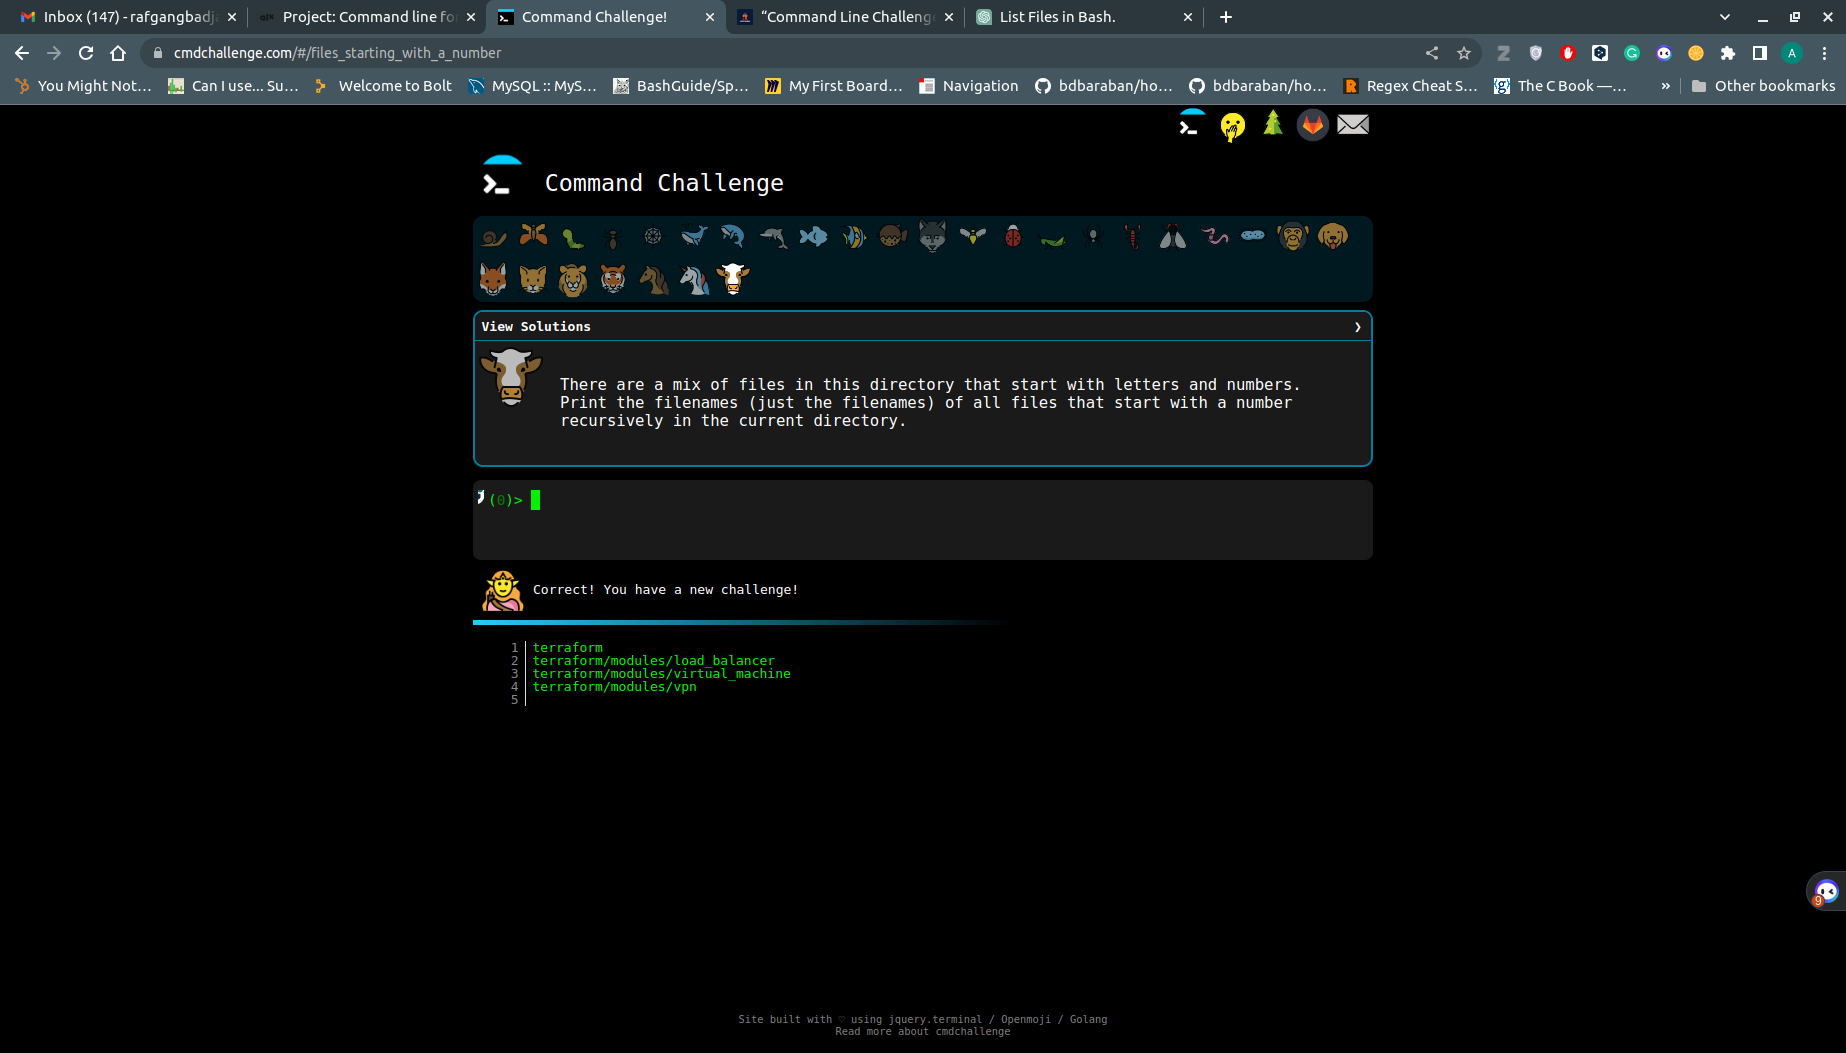 Inbox (147) - rafgangbadj
Project: Command line fo
Command Challenge!
“Command Line Challeng
List Files in Bash.
cmdchallenge.com/#/files_starting_with_a_number
You Might Not...
Can I use... Su...
Welcome to Bolt
MySQL :: MyS...
BashGuide/Sp...
My First Board...
Navigation
bdbaraban/ho...
bdbaraban/ho...
Regex Cheat S...
The C Book —...
»
Other bookmarks
Command Challenge
View Solutions
There are a mix of files in this directory that start with letters and numbers.
Print the filenames (just the filenames) of all files that start with a number
recursively in the current directory.
(0)>
Correct! You have a new challenge!
1 terraform
2 terraform/modules/load_balancer
3 terraform/modules/virtual_machine
4 terraform/modules/vpn
5
9
Site built with ♡ using jquery.terminal / Openmoji / Golang
Read more about cmdchallenge